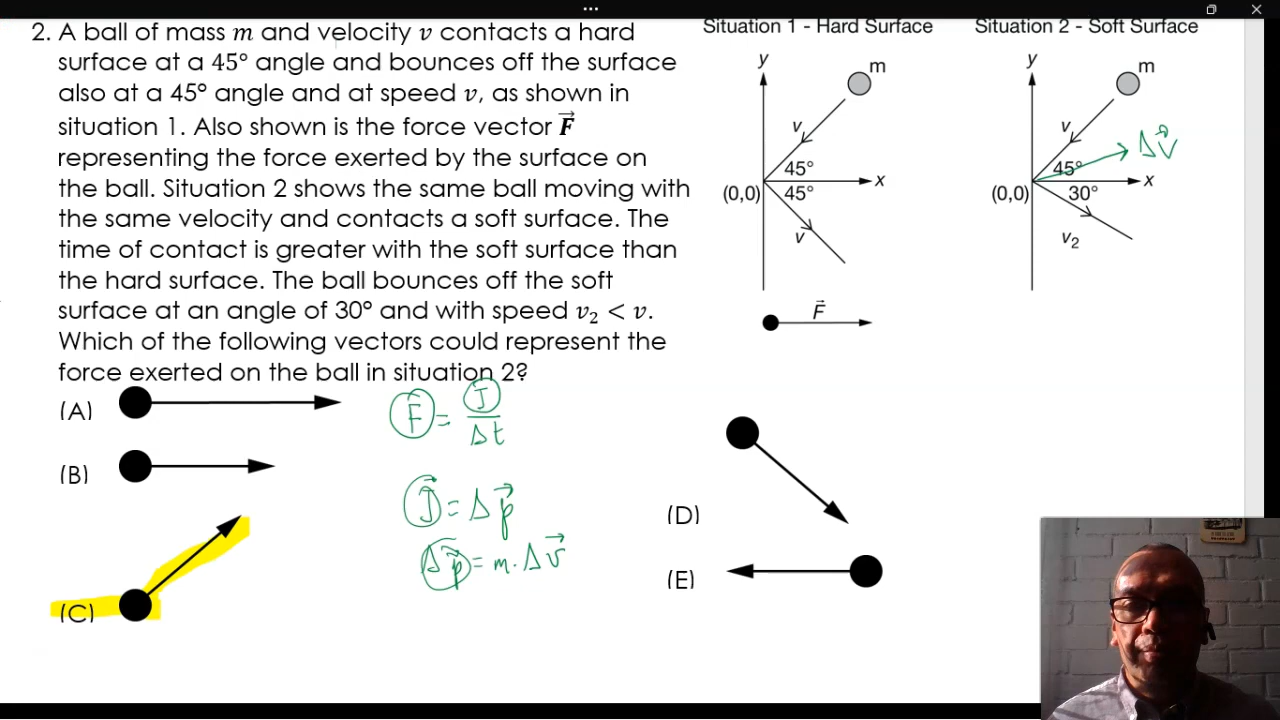 2. A ball of mass m and velocity v contacts a hard
surface at a 45° angle and bounces off the surface
also at a 45° angle and at speed v, as shown in
situation 1. Also shown is the force vector F⃗
representing the force exerted by the surface on
the ball. Situation 2 shows the same ball moving with
the same velocity and contacts a soft surface. The
time of contact is greater with the soft surface than
the hard surface. The ball bounces off the soft
surface at an angle of 30° and with speed v₂ < v.
Which of the following vectors could represent the
force exerted on the ball in situation 2?
Situation 1 - Hard Surface
y
m
v
45°
x
(0,0)
45°
v
F⃗
Situation 2 - Soft Surface
y
m
v
Δv⃗
45°
x
(0,0)
30°
v₂
(A)
(B)
(C)
F⃗ = J⃗ / Δt
J⃗ = Δp⃗
Δp⃗ = m · Δv⃗
(D)
(E)